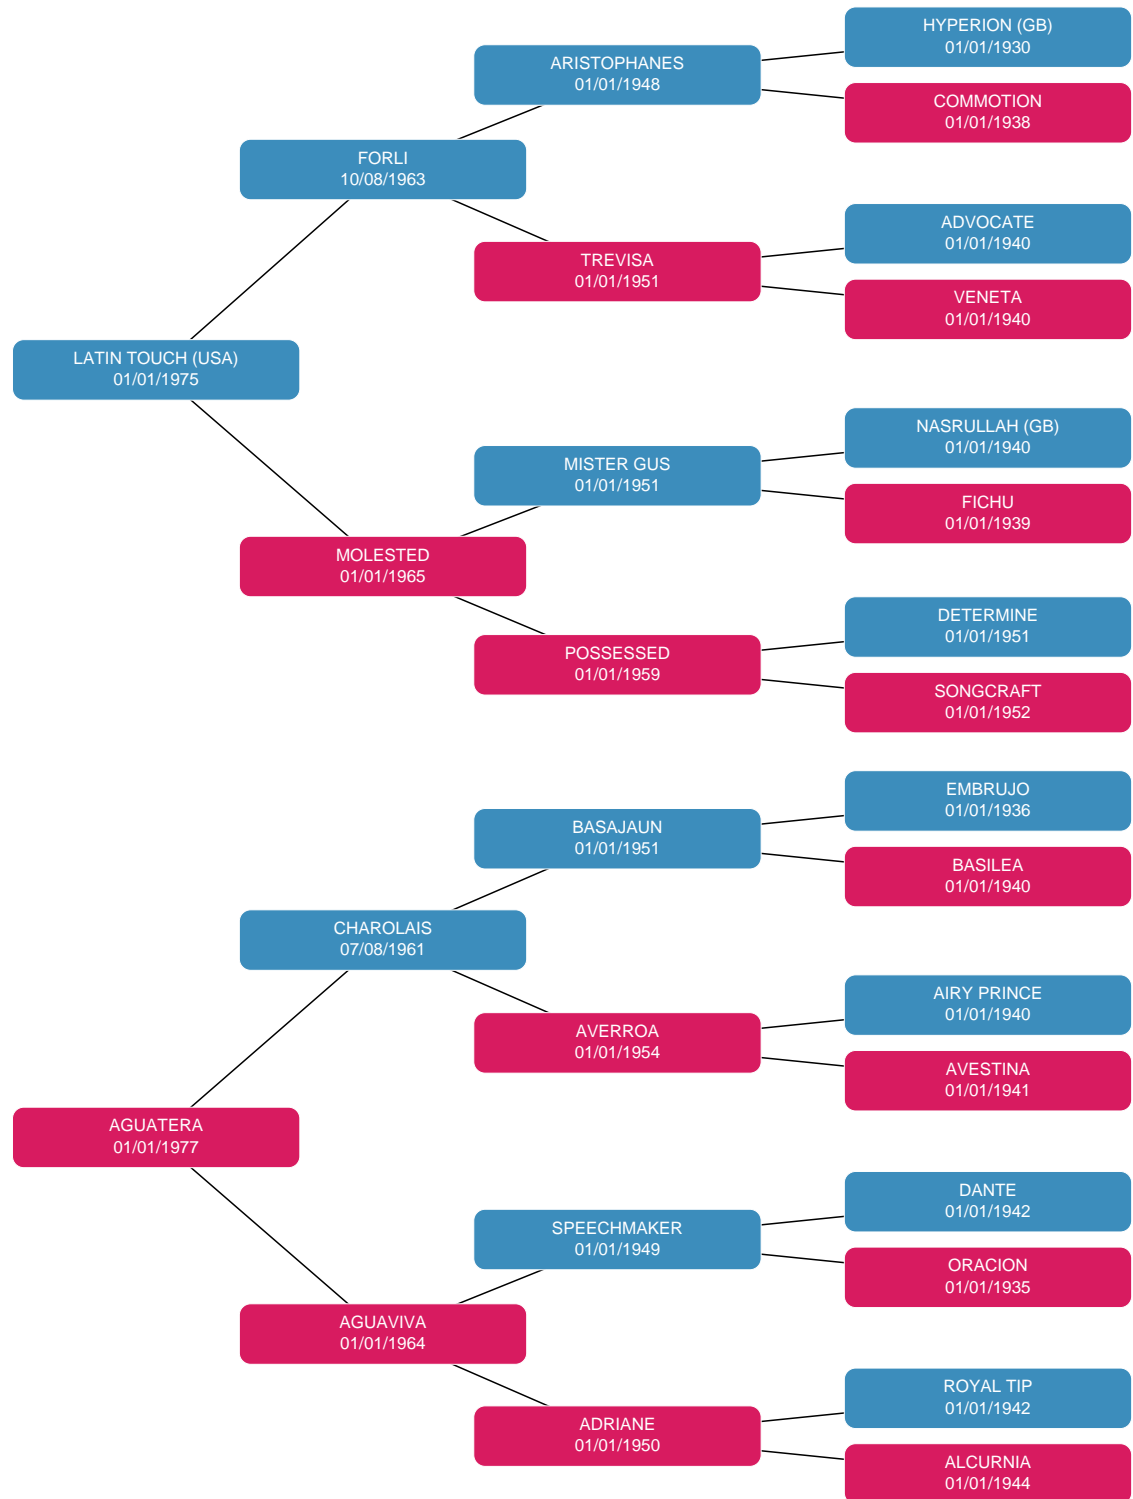 HYPERION (GB)
01/01/1930
ARISTOPHANES
01/01/1948
COMMOTION
01/01/1938
FORLI
10/08/1963
ADVOCATE
01/01/1940
TREVISA
01/01/1951
VENETA
01/01/1940
LATIN TOUCH (USA)
01/01/1975
NASRULLAH (GB)
01/01/1940
MISTER GUS
01/01/1951
FICHU
01/01/1939
MOLESTED
01/01/1965
DETERMINE
01/01/1951
POSSESSED
01/01/1959
SONGCRAFT
01/01/1952
EMBRUJO
01/01/1936
BASAJAUN
01/01/1951
BASILEA
01/01/1940
CHAROLAIS
07/08/1961
AIRY PRINCE
01/01/1940
AVERROA
01/01/1954
AVESTINA
01/01/1941
AGUATERA
01/01/1977
DANTE
01/01/1942
SPEECHMAKER
01/01/1949
ORACION
01/01/1935
AGUAVIVA
01/01/1964
ROYAL TIP
01/01/1942
ADRIANE
01/01/1950
ALCURNIA
01/01/1944